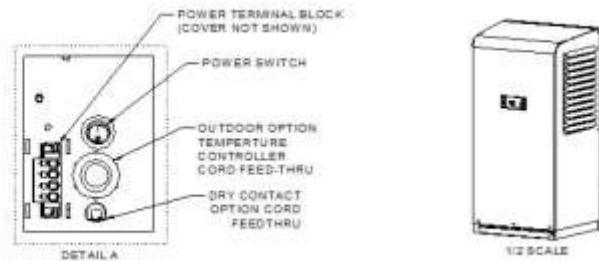 POWER TERMINAL BLOCK
(COVER NOT SHOWN)
POWER SWITCH
OUTDOOR OPTION
TEMPERTURE
CONTROLLER
CORD FEED-THRU
DRY CONTACT
OPTION CORD
FEEDTHRU
DETAIL A
1/2 SCALE